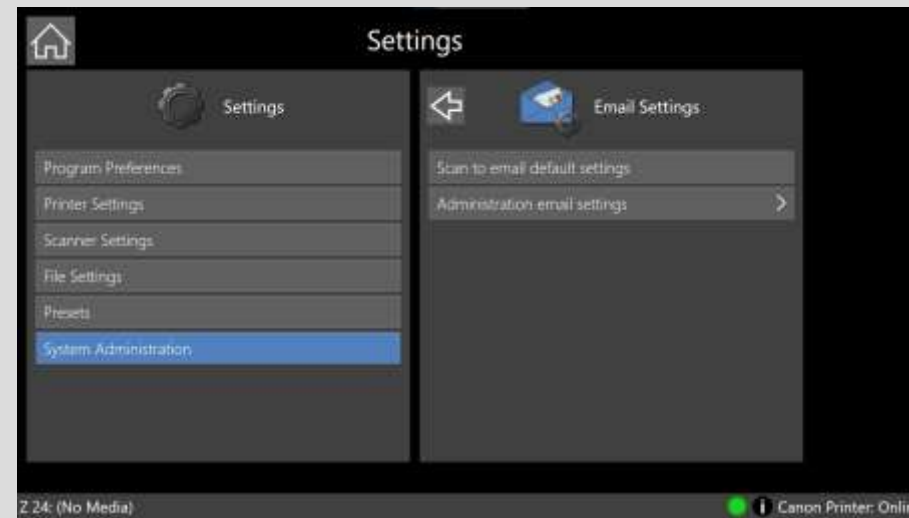 Settings
Settings
Program Preferences
Printer Settings
Scanner Settings
File Settings
Presets
System Administration
Email Settings
Scan to email default settings
Administration email settings
Z 24: (No Media)
Canon Printer: Onlin